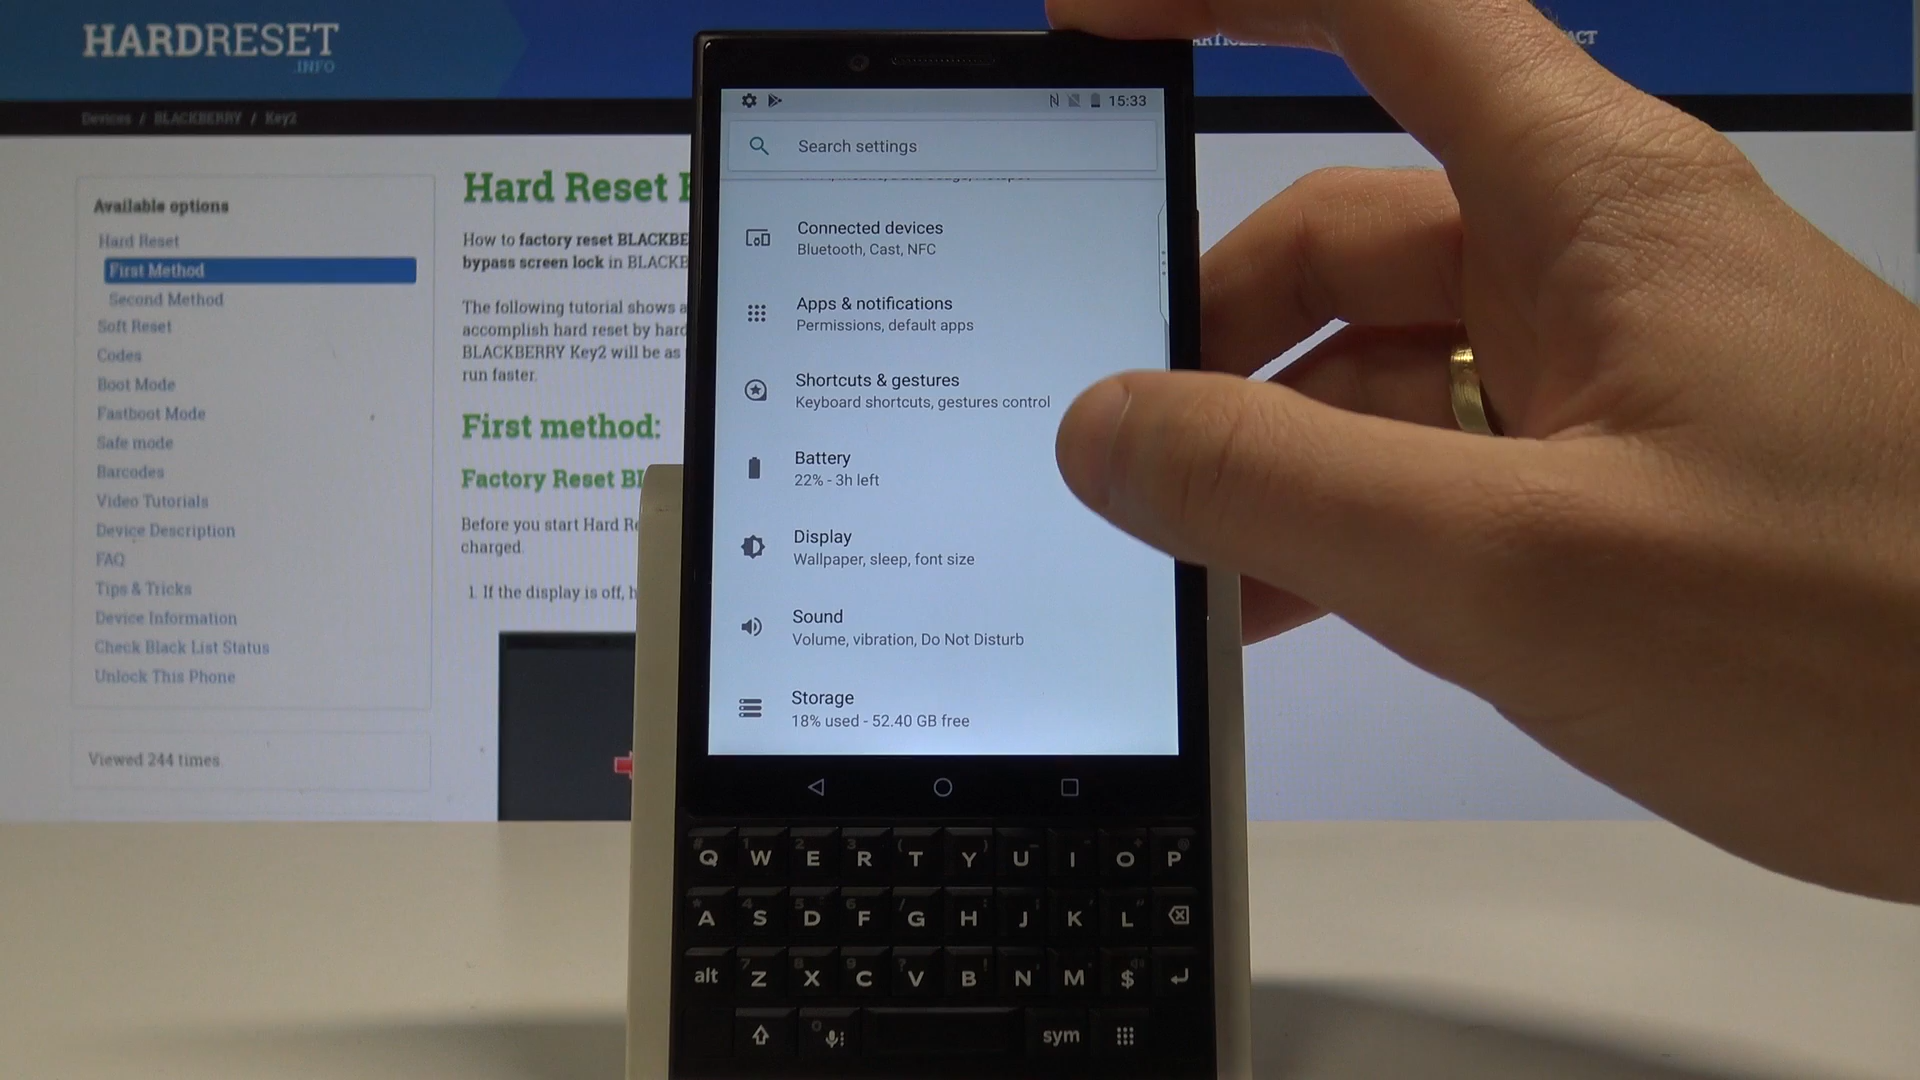 HARDRESET
.INFO
Devices / BLACKBERRY / Key2
Available options
Hard Reset
First Method
Second Method
Soft Reset
Codes
Boot Mode
Fastboot Mode
Safe mode
Barcodes
Video Tutorials
Device Description
FAQ
Tips & Tricks
Device Information
Check Black List Status
Unlock This Phone
Viewed 244 times
Hard Reset
How to factory reset BLACKBE
bypass screen lock in BLACKB
The following tutorial shows a
accomplish hard reset by hard
BLACKBERRY Key2 will be as
run faster.
First method:
Factory Reset BL
Before you start Hard Re
charged.
1. If the display is off, h
15:33
Search settings
Connected devices
Bluetooth, Cast, NFC
Apps & notifications
Permissions, default apps
Shortcuts & gestures
Keyboard shortcuts, gestures control
Battery
22% - 3h left
Display
Wallpaper, sleep, font size
Sound
Volume, vibration, Do Not Disturb
Storage
18% used - 52.40 GB free
Q W E R T Y U I O P
A S D F G H J K L
alt Z X C V B N M $
sym